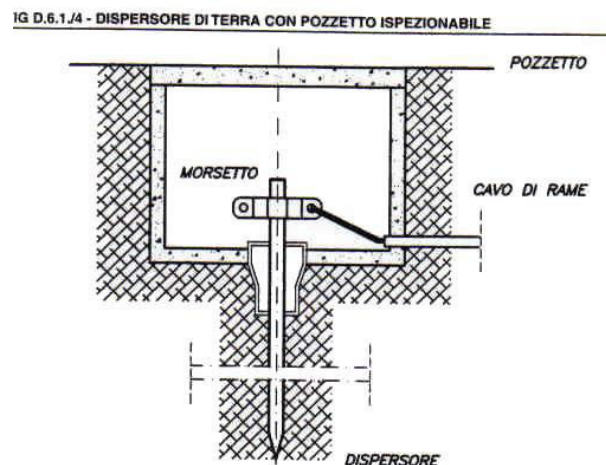 IG D.6.1./4 - DISPERSORE DI TERRA CON POZZETTO ISPEZIONABILE
POZZETTO
MORSETTO
CAVO DI RAME
DISPERSORE